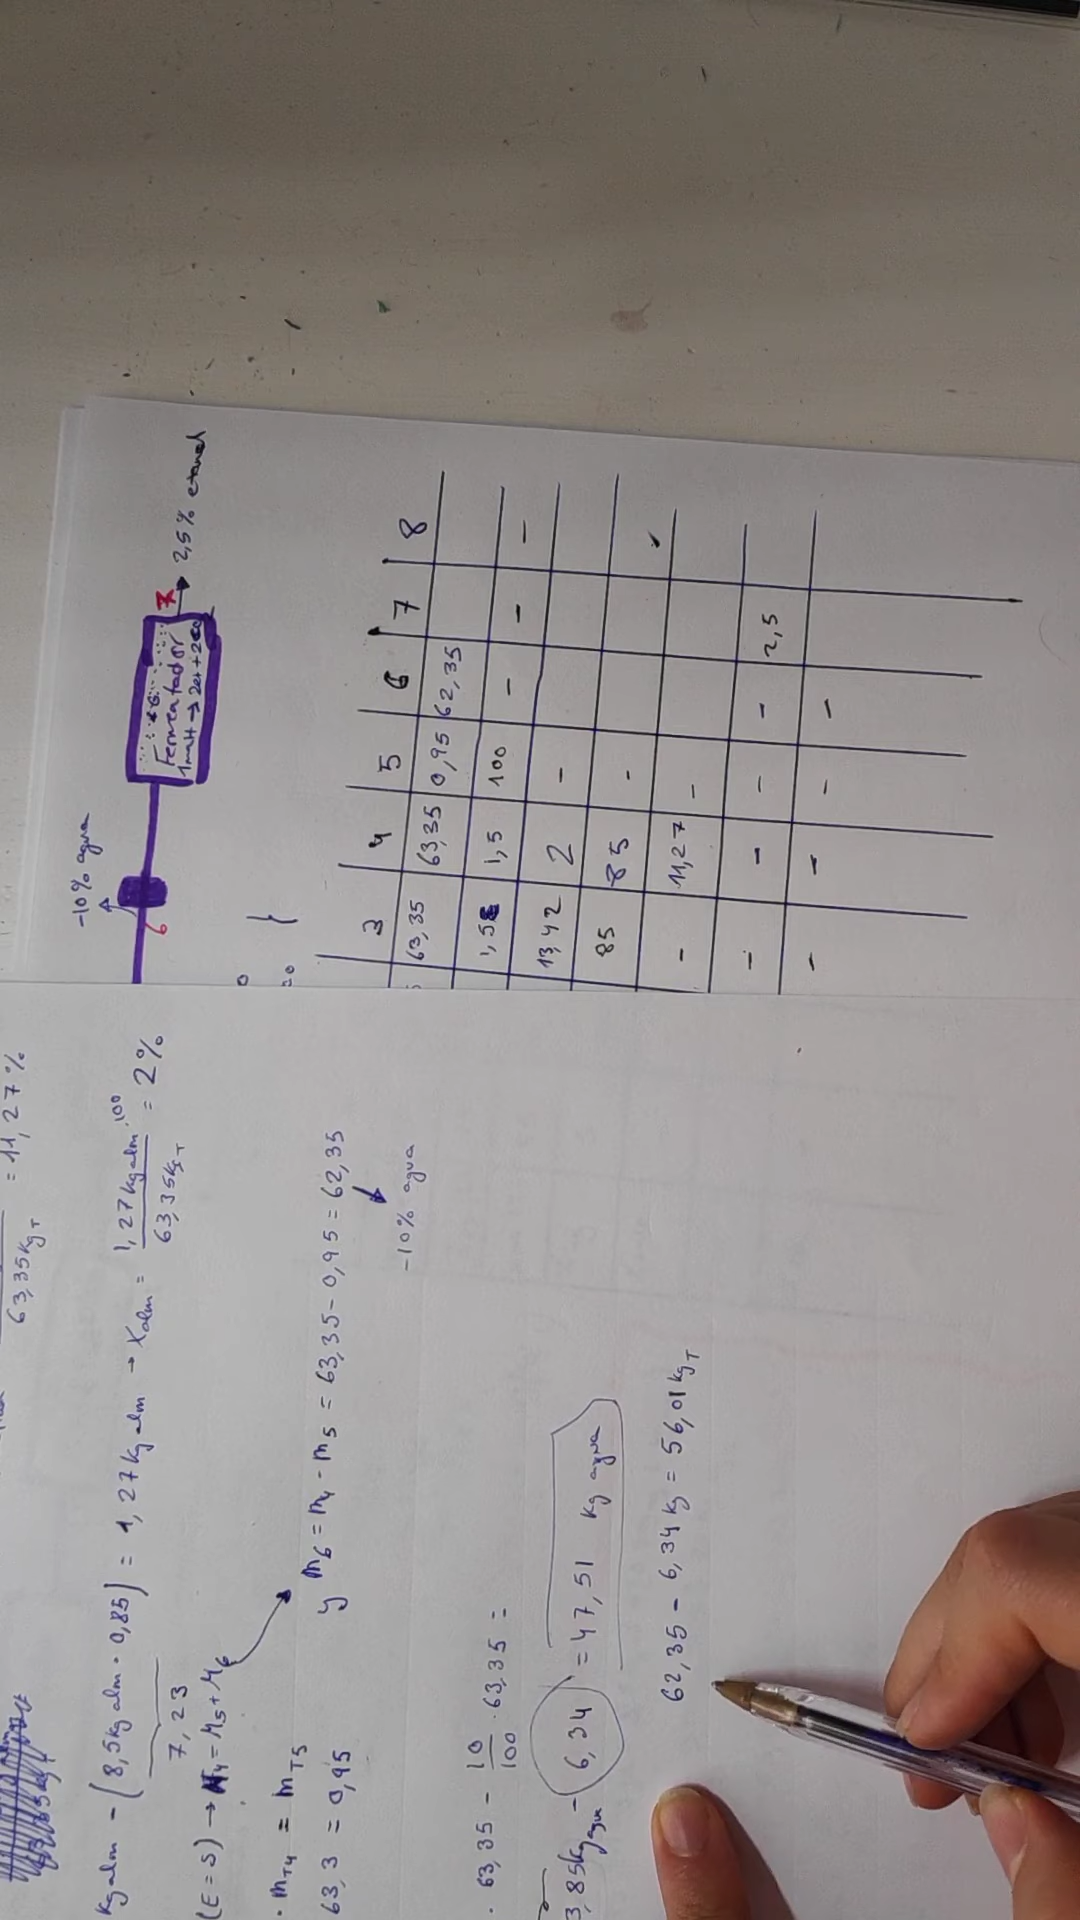 = 11,27%
63,35 kg T
kg alm - (8,5 kg alm · 0,85) = 1,27 kg alm → Xalm = 1,27 kg alm · 100 / 63,35 kg T = 2%
7,23
(E = S) → M4 = M5 + M6
· mT4 = mT5
63,3 = 0,95
y m6 = m4 - m5 = 63,35 - 0,95 = 62,35
-10% agua
· 63,35 - 10/100 · 63,35 =
3,85 kg agua - 6,34 = 47,51 kg agua
62,35 - 6,34 kg = 56,01 kg T
-10% agua
6
Fermentador
7
2,5% etanol
3 4 5 6 7 8
63,35 63,35 0,95 62,35
1,5 1,5 100 - - -
13,42 2 -
85 85 -
- 11,27 -
- - - - 2,5
- - - -